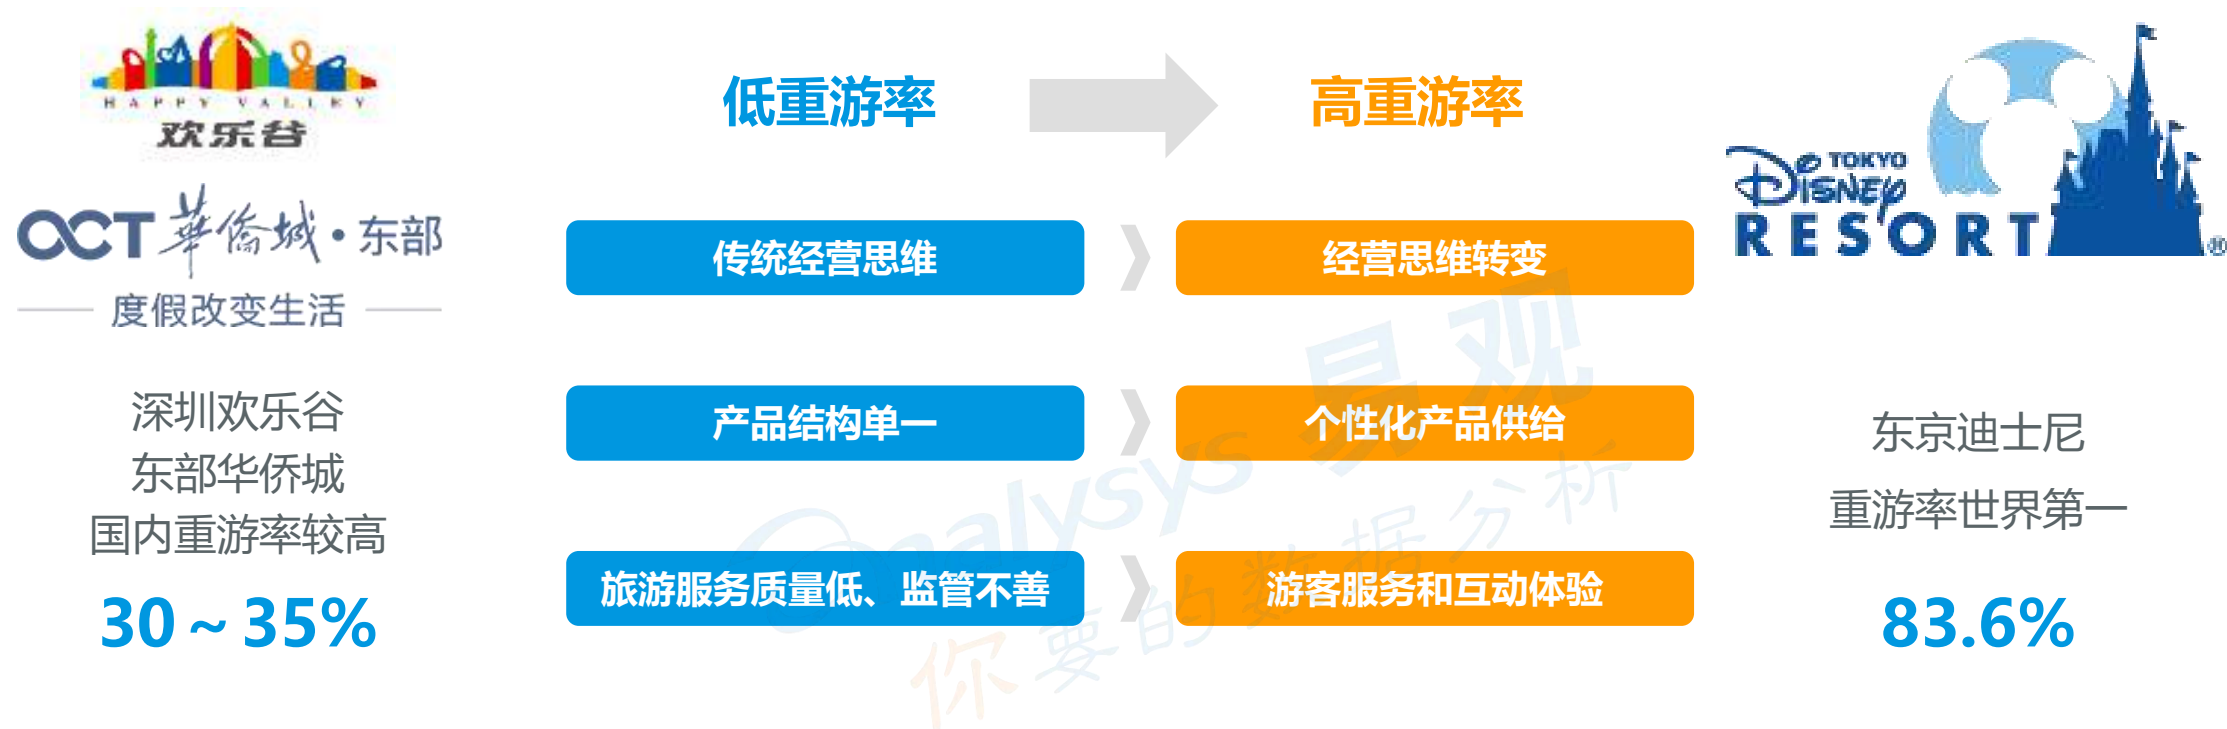 HAPPY VALLEY
欢乐谷
OCT 華僑城·东部
度假改变生活
深圳欢乐谷
东部华侨城
国内重游率较高
30~35%
低重游率
高重游率
传统经营思维
经营思维转变
产品结构单一
个性化产品供给
旅游服务质量低、监管不善
游客服务和互动体验
TOKYO
DISNEY
RESORT®
东京迪士尼
重游率世界第一
83.6%
analysys 易观
你要的数据分析